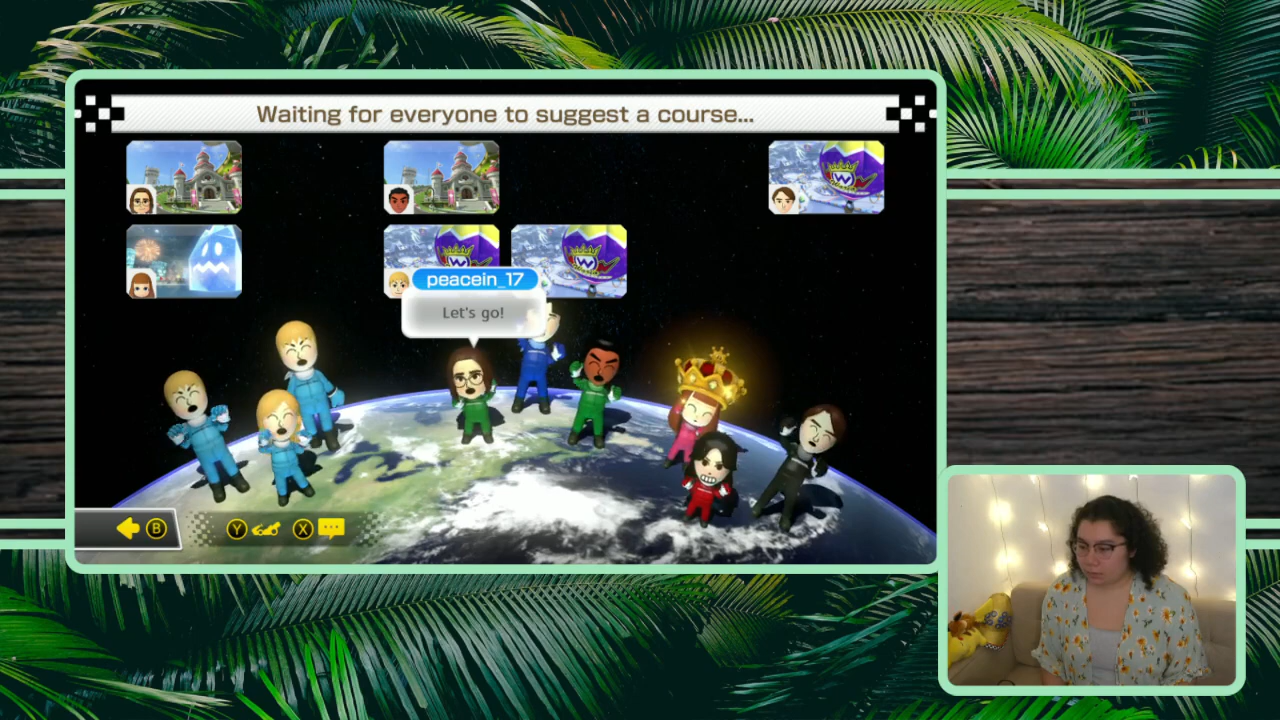 Waiting for everyone to suggest a course...
W
W
W
peacein_17
Let's go!
B
Y
X